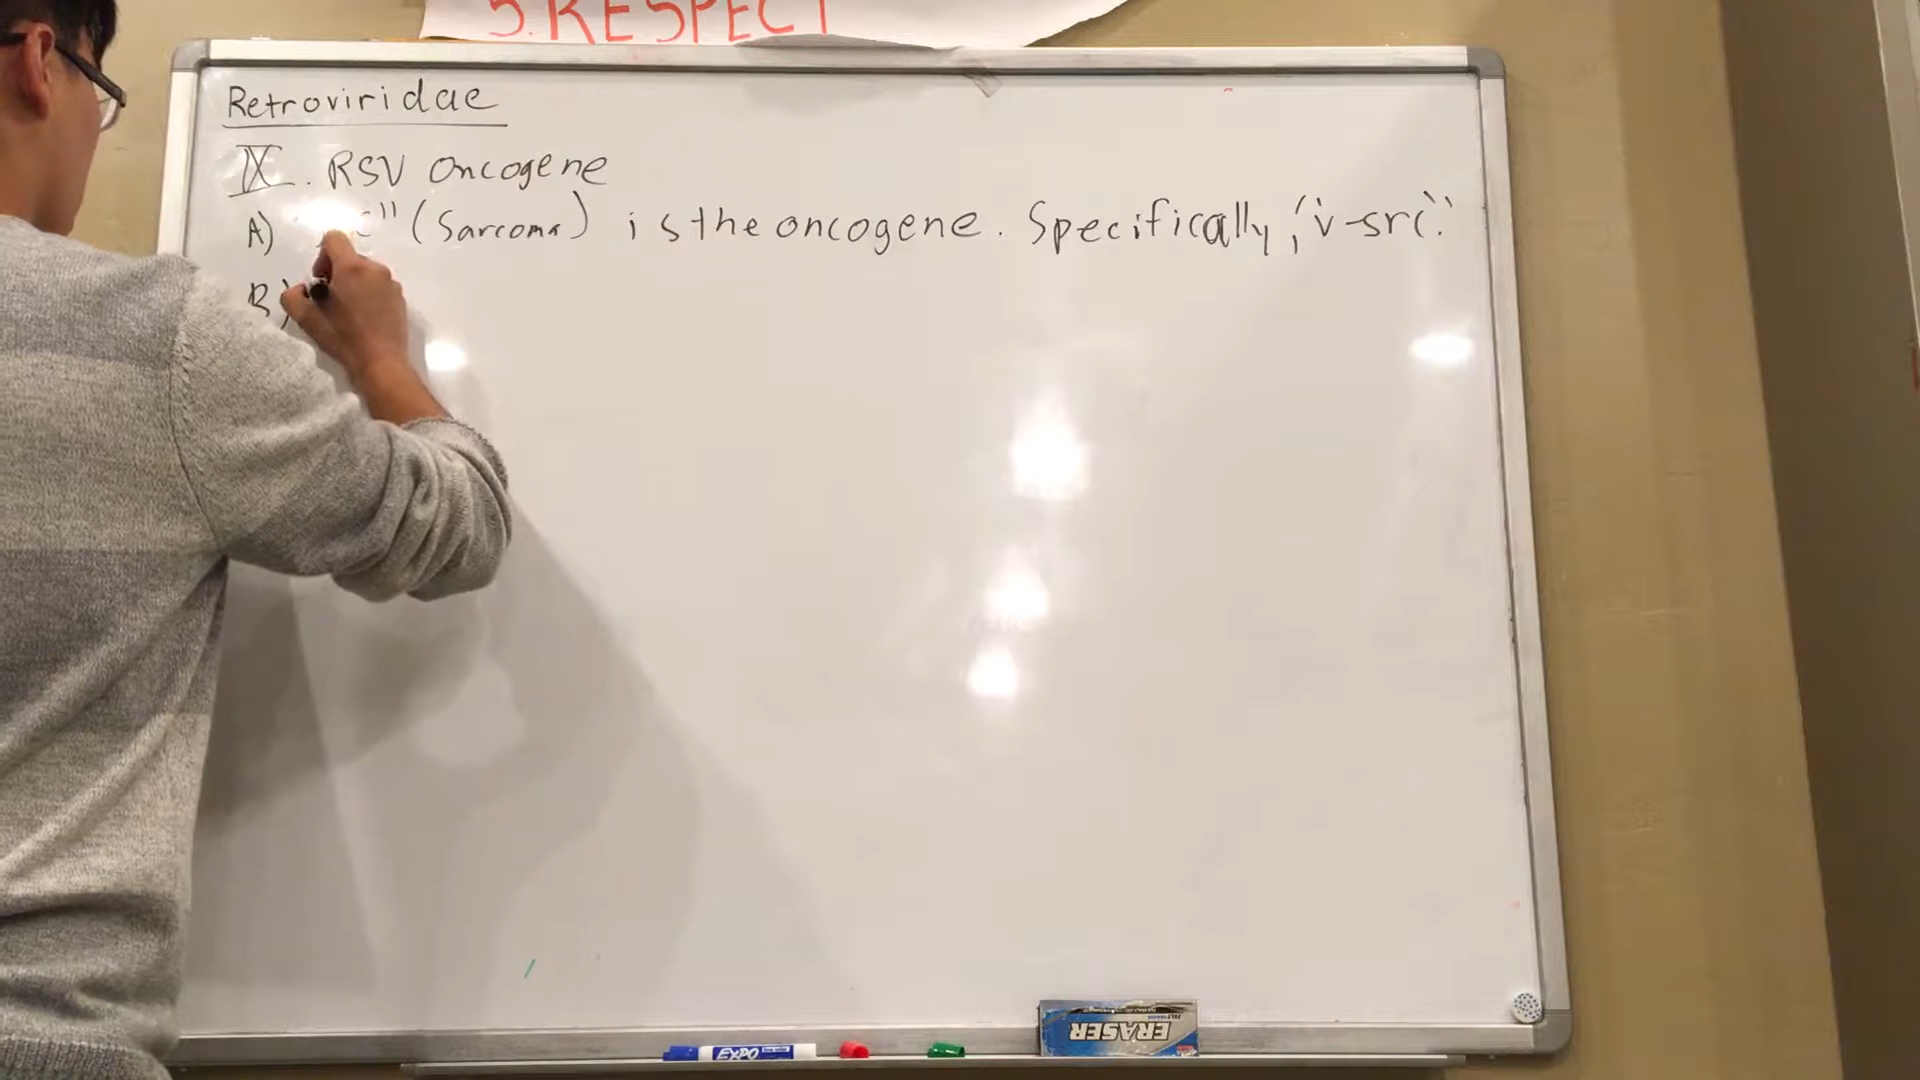 5. RESPECT
Retroviridae
IX. RSV Oncogene
A) (Sarcoma) is the oncogene. Specifically, "v-src".
B)
EXPO
ERASER